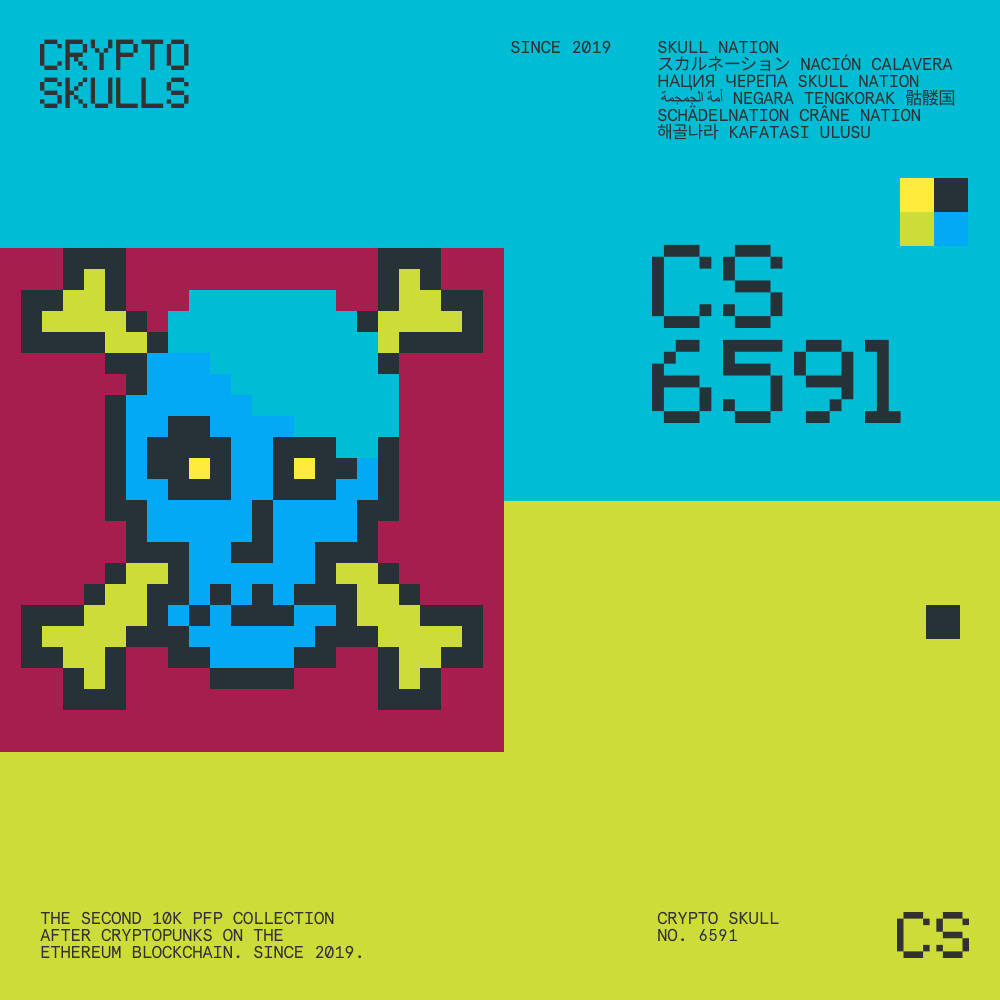 CRYPTO
SKULLS
SINCE 2019
SKULL NATION
スカルネーション NACIÓN CALAVERA
НАЦИЯ ЧЕРЕПА SKULL NATION
أمة الجمجمة NEGARA TENGKORAK 骷髅国
SCHÄDELNATION CRÂNE NATION
해골나라 KAFATASI ULUSU
CS
6591
THE SECOND 10K PFP COLLECTION
AFTER CRYPTOPUNKS ON THE
ETHEREUM BLOCKCHAIN. SINCE 2019.
CRYPTO SKULL
NO. 6591
CS